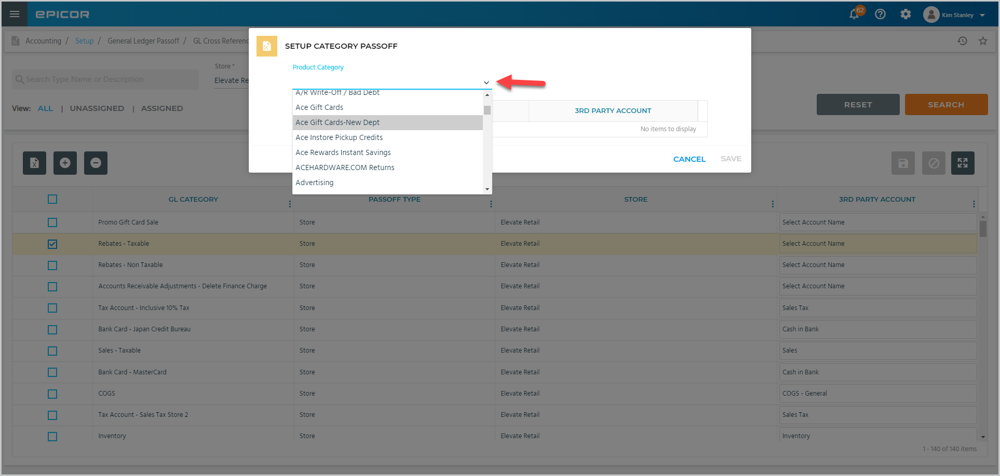 EPICOR
62
Kim Stanley
Accounting / Setup / General Ledger Passoff / GL Cross Referenc
SETUP CATEGORY PASSOFF
Product Category
Search Type Name or Description
Store *
Elevate Re
View: ALL | UNASSIGNED | ASSIGNED
A/R Write-Off / Bad Debt
Ace Gift Cards
Ace Gift Cards-New Dept
Ace Instore Pickup Credits
Ace Rewards Instant Savings
ACEHARDWARE.COM Returns
Advertising
3RD PARTY ACCOUNT
No items to display
CANCEL SAVE
RESET SEARCH
X
GL CATEGORY PASSOFF TYPE STORE 3RD PARTY ACCOUNT
Promo Gift Card Sale Store Elevate Retail Select Account Name
Rebates - Taxable Store Elevate Retail Select Account Name
Rebates - Non Taxable Store Elevate Retail Select Account Name
Accounts Receivable Adjustments - Delete Finance Charge Store Elevate Retail Select Account Name
Tax Account - Inclusive 10% Tax Store Elevate Retail Sales Tax
Bank Card - Japan Credit Bureau Store Elevate Retail Cash in Bank
Sales - Taxable Store Elevate Retail Sales
Bank Card - MasterCard Store Elevate Retail Cash in Bank
COGS Store Elevate Retail COGS - General
Tax Account - Sales Tax Store 2 Store Elevate Retail Sales Tax
Inventory Store Elevate Retail Inventory
1 - 140 of 140 items